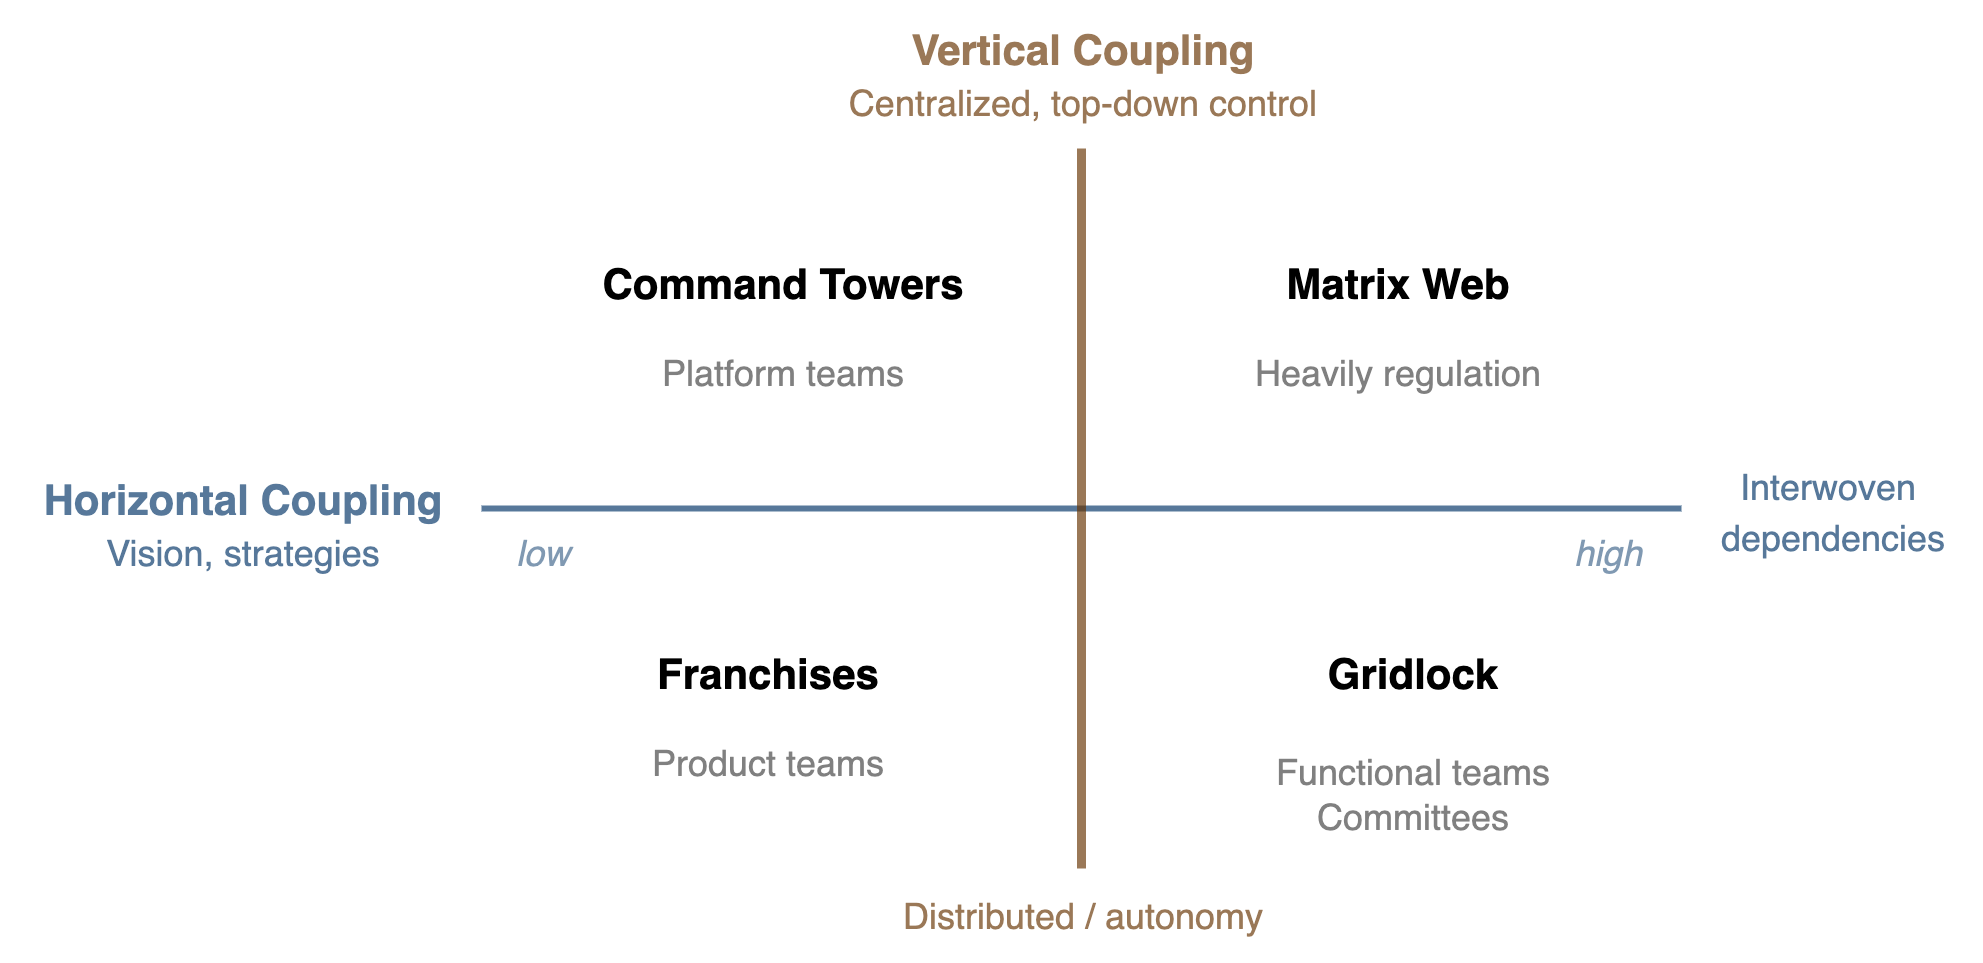 Vertical Coupling
Centralized, top-down control
Command Towers
Matrix Web
Platform teams
Heavily regulation
Horizontal Coupling
Vision, strategies
low
high
Interwoven
dependencies
Franchises
Gridlock
Product teams
Functional teams
Committees
Distributed / autonomy